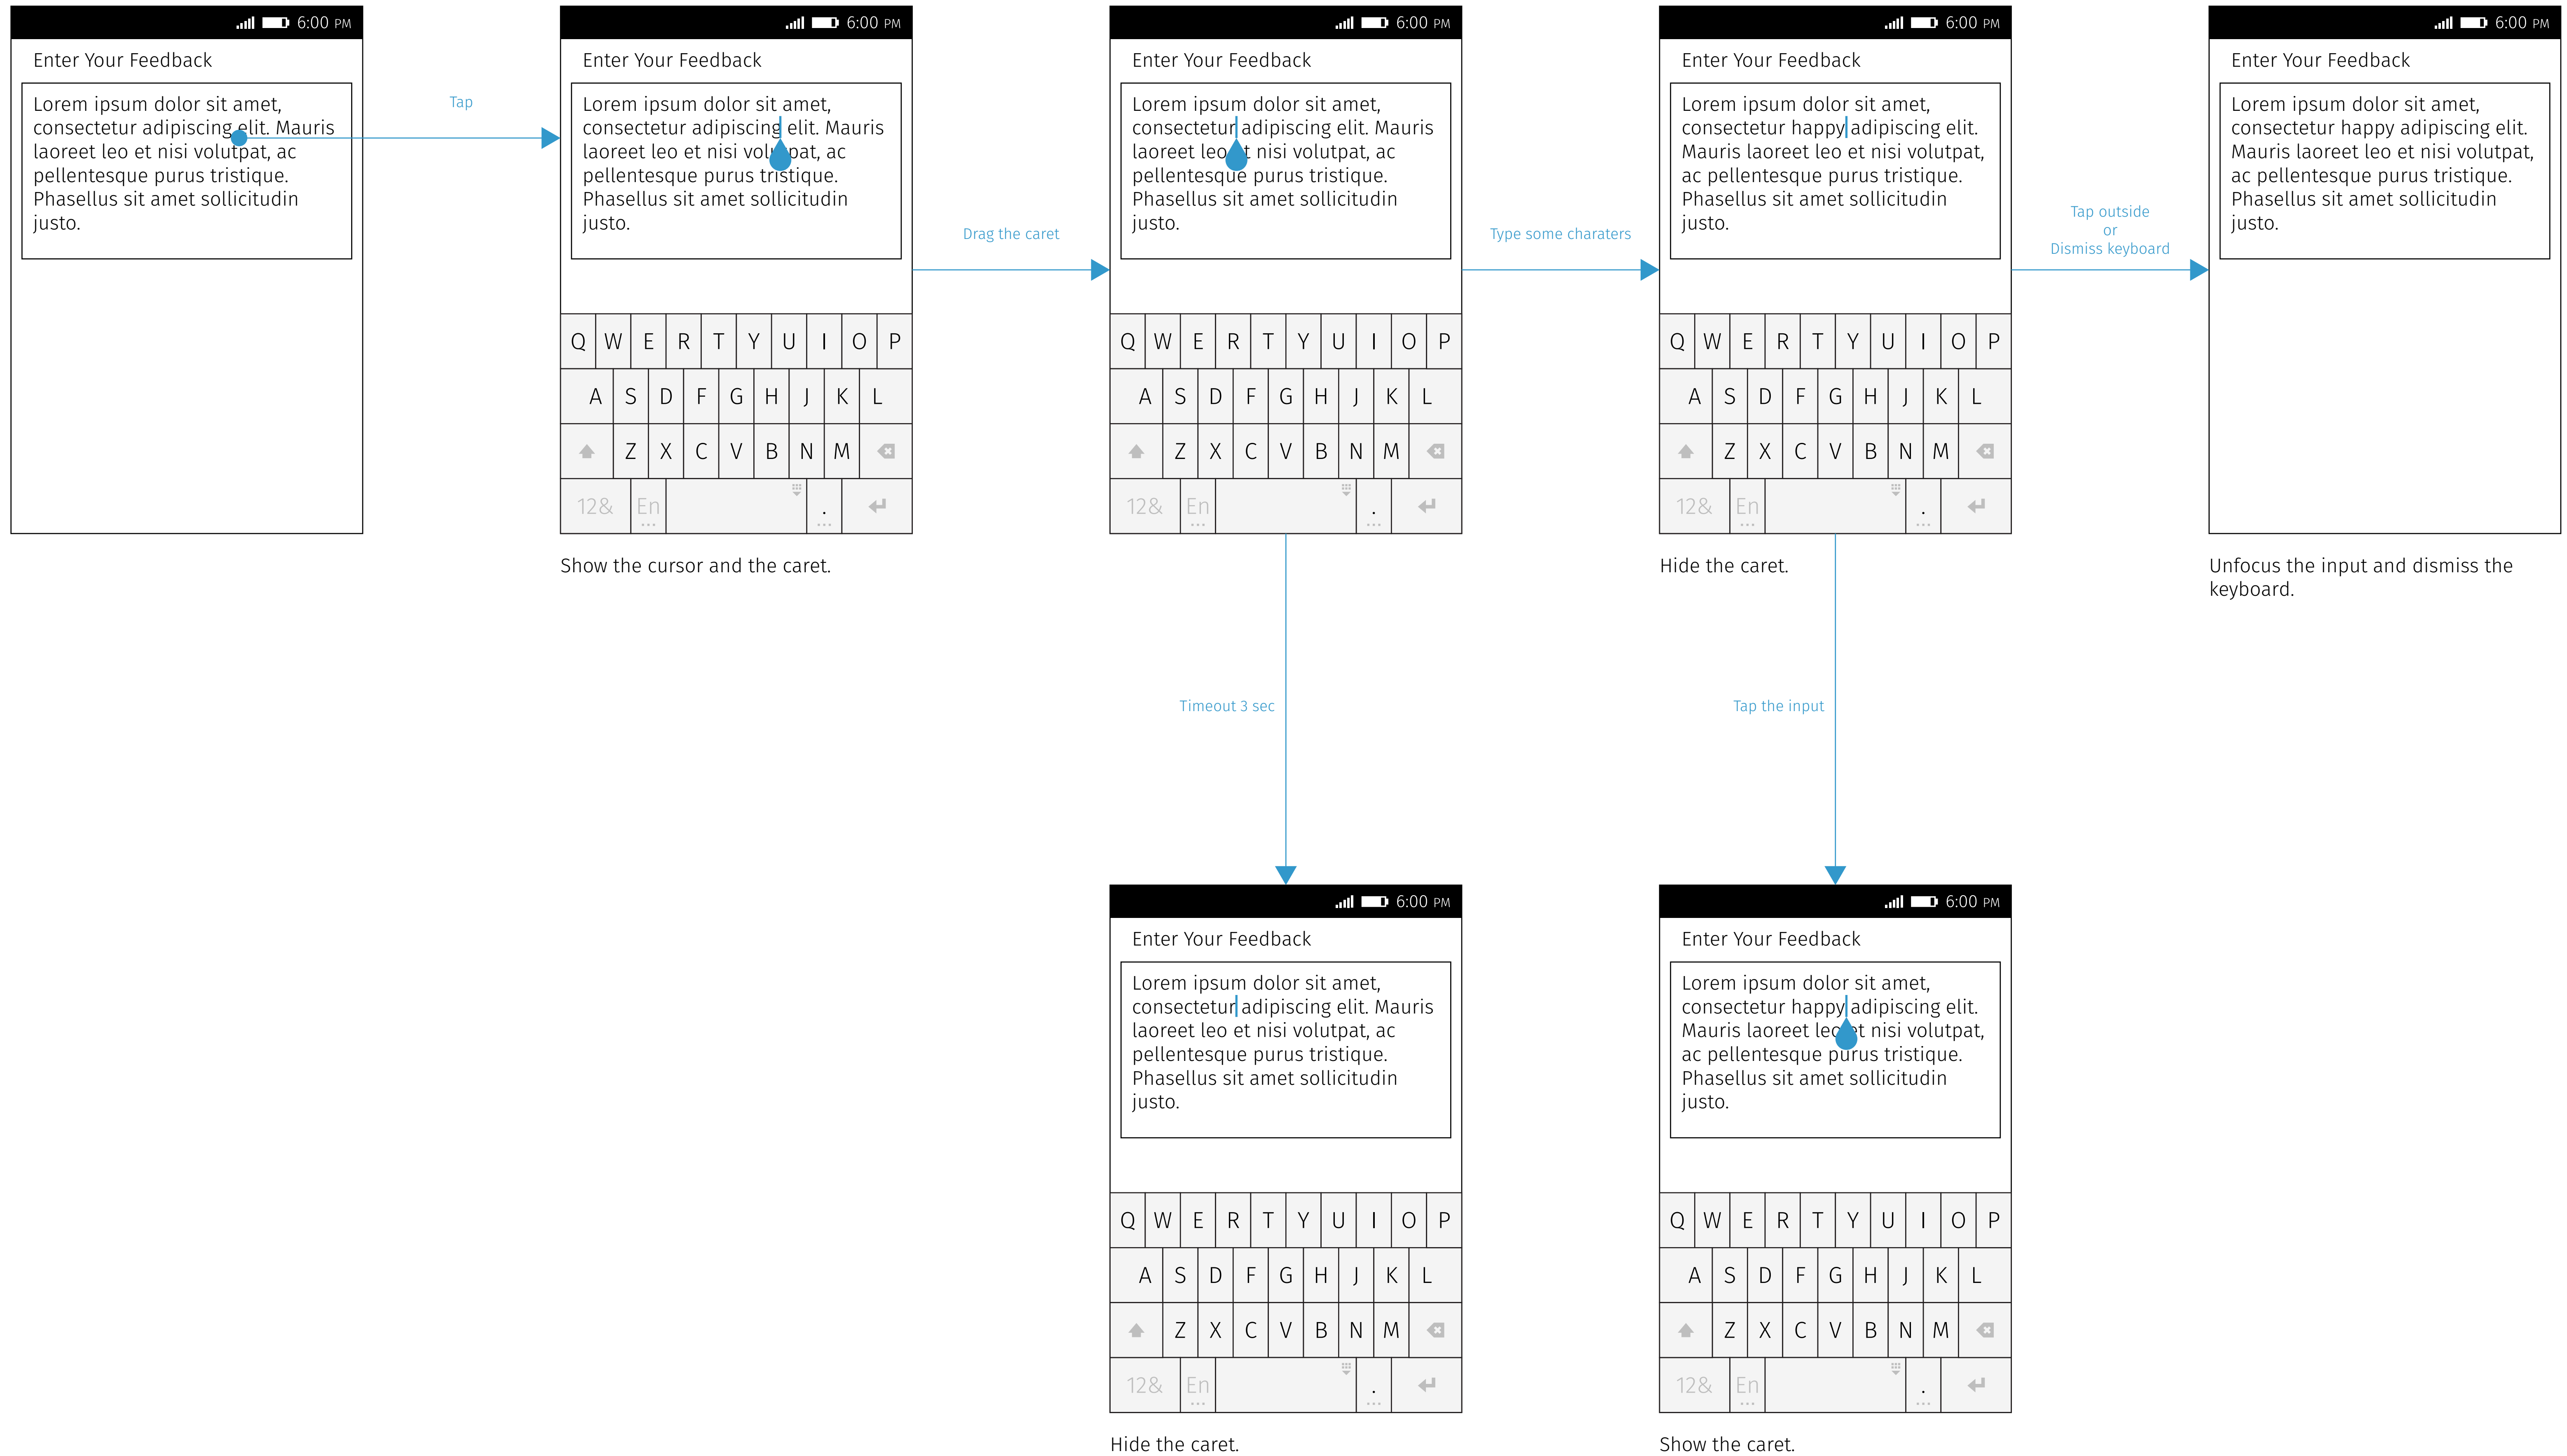 6:00 PM
Enter Your Feedback
Lorem ipsum dolor sit amet,
consectetur adipiscing elit. Mauris
laoreet leo et nisi volutpat, ac
pellentesque purus tristique.
Phasellus sit amet sollicitudin
justo.
Tap
6:00 PM
Enter Your Feedback
Lorem ipsum dolor sit amet,
consectetur adipiscing elit. Mauris
laoreet leo et nisi volutpat, ac
pellentesque purus tristique.
Phasellus sit amet sollicitudin
justo.
Q W E R T Y U I O P
A S D F G H J K L
Z X C V B N M
12& En .
Show the cursor and the caret.
Drag the caret
6:00 PM
Enter Your Feedback
Lorem ipsum dolor sit amet,
consectetur adipiscing elit. Mauris
laoreet leo et nisi volutpat, ac
pellentesque purus tristique.
Phasellus sit amet sollicitudin
justo.
Q W E R T Y U I O P
A S D F G H J K L
Z X C V B N M
12& En .
Type some charaters
6:00 PM
Enter Your Feedback
Lorem ipsum dolor sit amet,
consectetur happy adipiscing elit.
Mauris laoreet leo et nisi volutpat,
ac pellentesque purus tristique.
Phasellus sit amet sollicitudin
justo.
Q W E R T Y U I O P
A S D F G H J K L
Z X C V B N M
12& En .
Hide the caret.
Tap outside
or
Dismiss keyboard
6:00 PM
Enter Your Feedback
Lorem ipsum dolor sit amet,
consectetur happy adipiscing elit.
Mauris laoreet leo et nisi volutpat,
ac pellentesque purus tristique.
Phasellus sit amet sollicitudin
justo.
Unfocus the input and dismiss the
keyboard.
Timeout 3 sec
6:00 PM
Enter Your Feedback
Lorem ipsum dolor sit amet,
consectetur adipiscing elit. Mauris
laoreet leo et nisi volutpat, ac
pellentesque purus tristique.
Phasellus sit amet sollicitudin
justo.
Q W E R T Y U I O P
A S D F G H J K L
Z X C V B N M
12& En .
Hide the caret.
Tap the input
6:00 PM
Enter Your Feedback
Lorem ipsum dolor sit amet,
consectetur happy adipiscing elit.
Mauris laoreet leo et nisi volutpat,
ac pellentesque purus tristique.
Phasellus sit amet sollicitudin
justo.
Q W E R T Y U I O P
A S D F G H J K L
Z X C V B N M
12& En .
Show the caret.